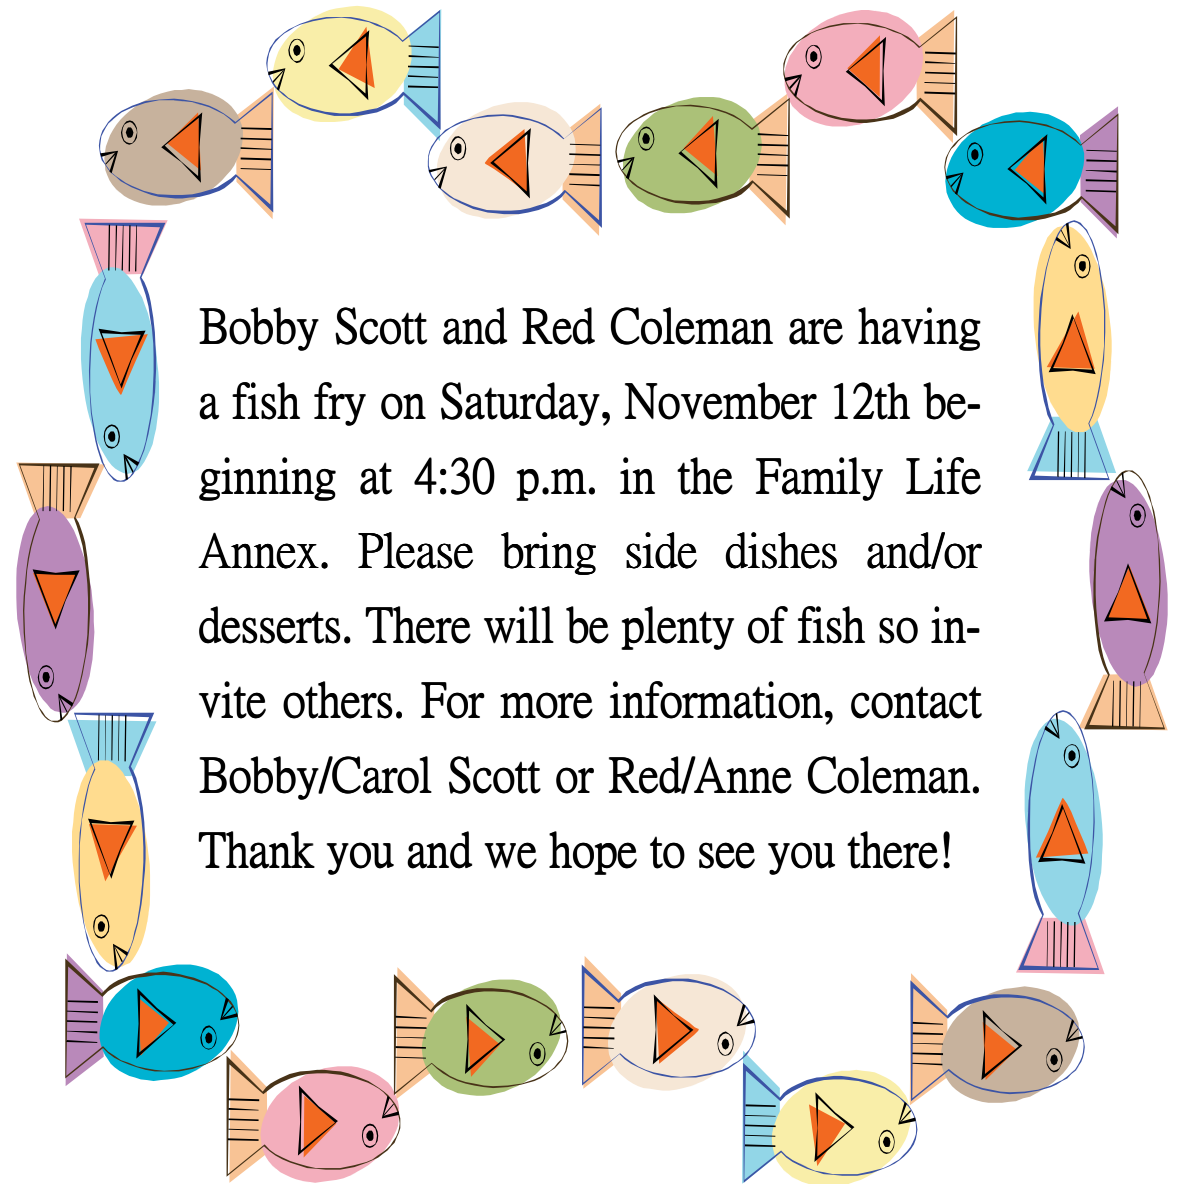 Bobby Scott and Red Coleman are having
a fish fry on Saturday, November 12th be-
ginning at 4:30 p.m. in the Family Life
Annex. Please bring side dishes and/or
desserts. There will be plenty of fish so in-
vite others. For more information, contact
Bobby/Carol Scott or Red/Anne Coleman.
Thank you and we hope to see you there!